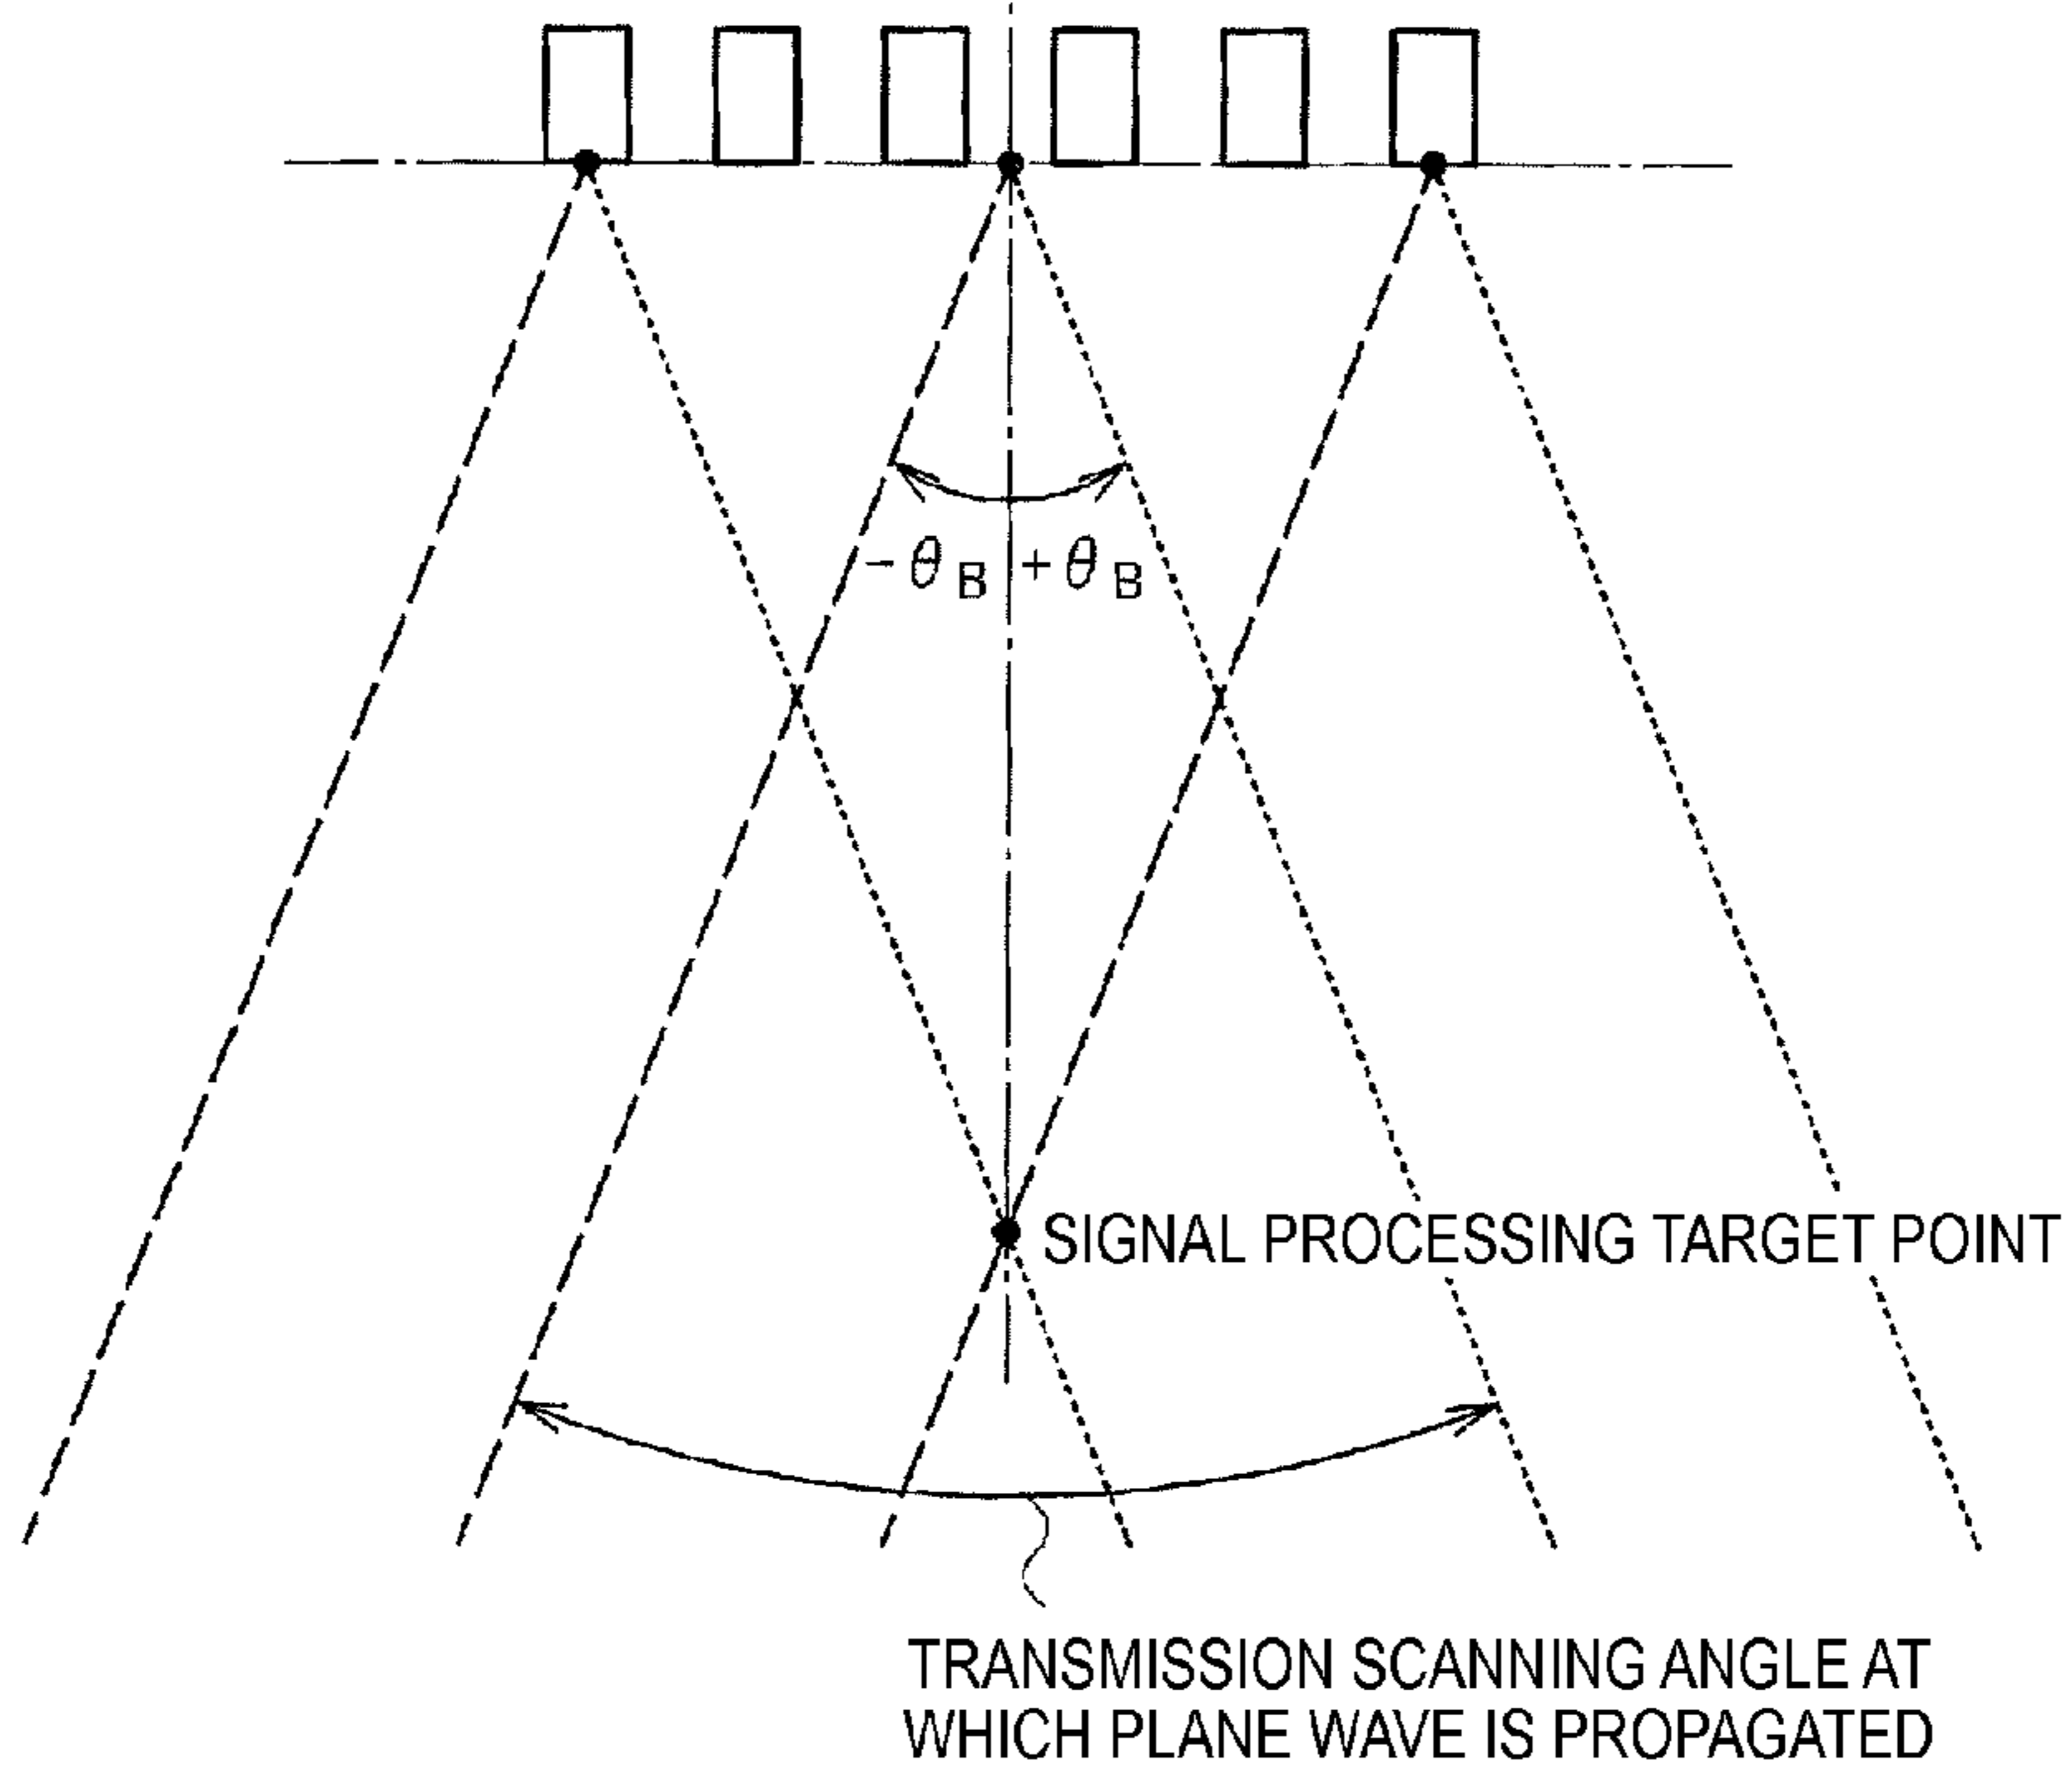 −θB +θB
SIGNAL PROCESSING TARGET POINT
TRANSMISSION SCANNING ANGLE AT
WHICH PLANE WAVE IS PROPAGATED